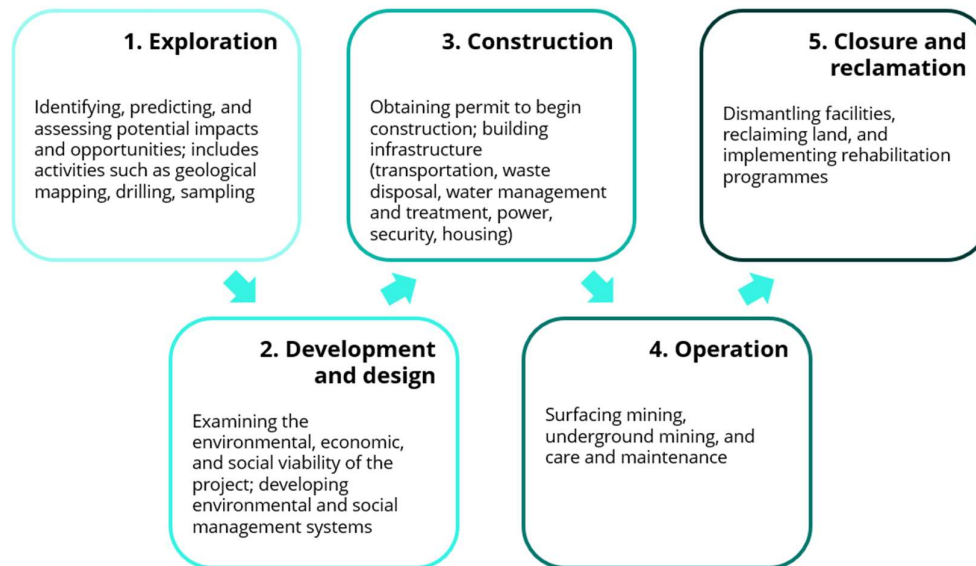 1. Exploration
Identifying, predicting, and
assessing potential impacts
and opportunities; includes
activities such as geological
mapping, drilling, sampling
2. Development
and design
Examining the
environmental, economic,
and social viability of the
project; developing
environmental and social
management systems
3. Construction
Obtaining permit to begin
construction; building
infrastructure
(transportation, waste
disposal, water management
and treatment, power,
security, housing)
4. Operation
Surfacing mining,
underground mining, and
care and maintenance
5. Closure and
reclamation
Dismantling facilities,
reclaiming land, and
implementing rehabilitation
programmes